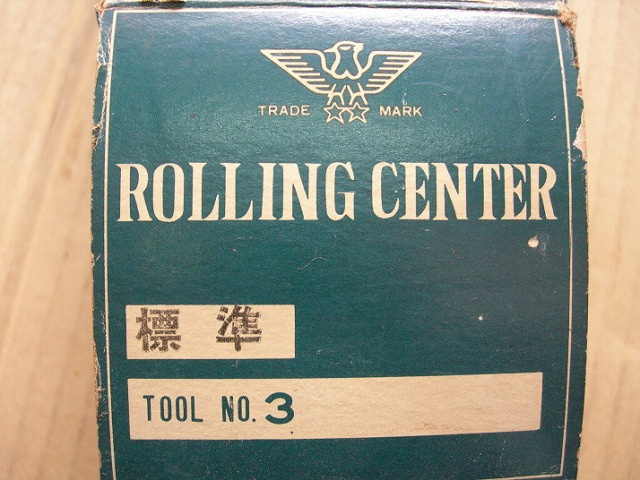 TRADE MARK
ROLLING CENTER
標 準
TOOL NO. 3